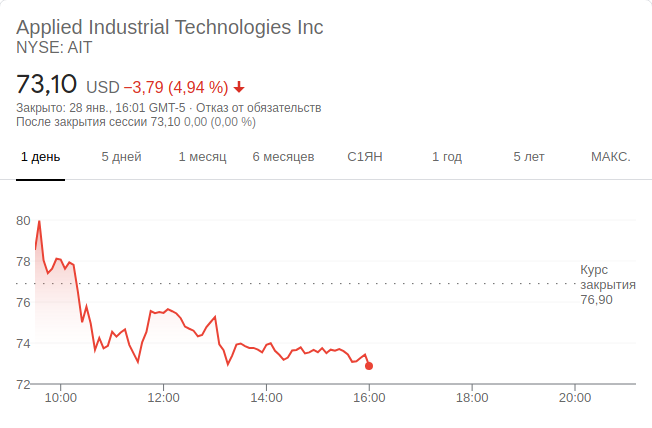 Applied Industrial Technologies Inc
NYSE: AIT
73,10 USD −3,79 (4,94 %)
Закрыто: 28 янв., 16:01 GMT-5 · Отказ от обязательств
После закрытия сессии 73,10 0,00 (0,00 %)
1 день 5 дней 1 месяц 6 месяцев С1ЯН 1 год 5 лет МАКС.
80
78
Курс
закрытия
76,90
76
74
72
10:00 12:00 14:00 16:00 18:00 20:00